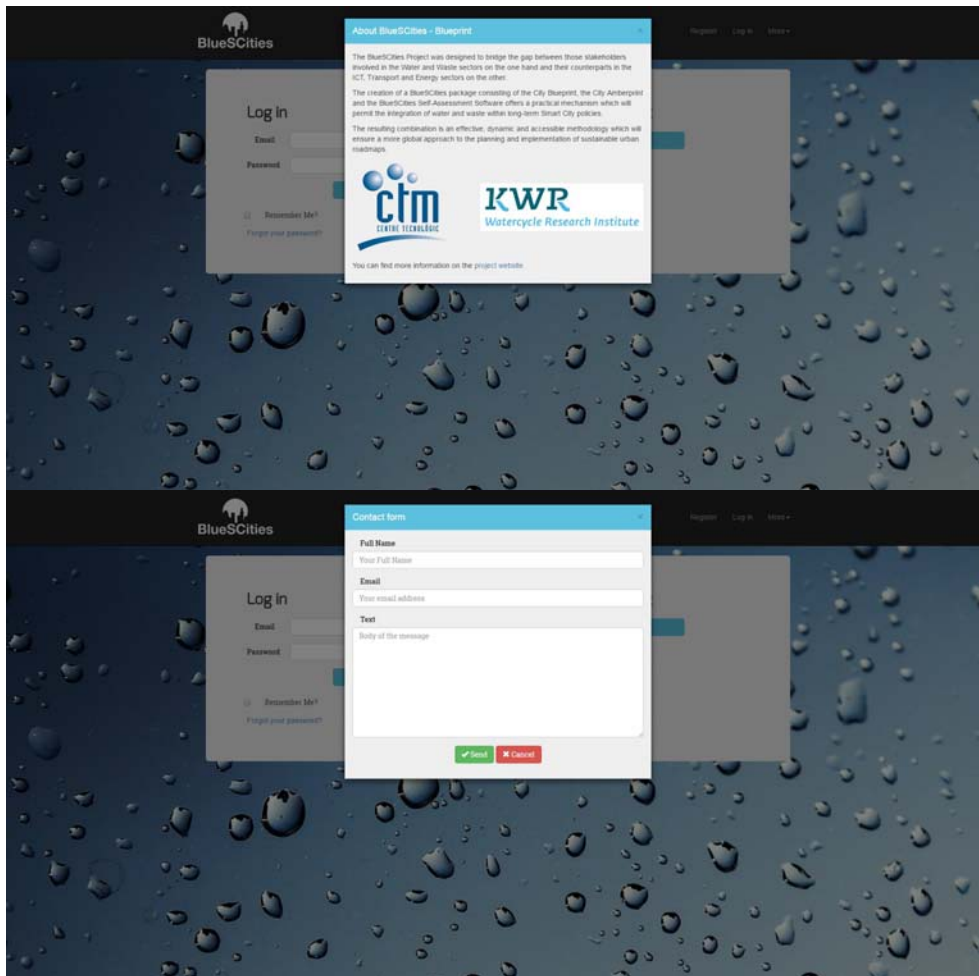 BlueSCities
Register Log in More
About BlueSCities - Blueprint
The BlueSCities Project was designed to bridge the gap between those stakeholders
involved in the Water and Waste sectors on the one hand and their counterparts in the
ICT, Transport and Energy sectors on the other.
The creation of a BlueSCities package consisting of the City Blueprint, the City Amberprint
and the BlueSCities Self-Assessment Software offers a practical mechanism which will
permit the integration of water and waste within long-term Smart City policies.
The resulting combination is an effective, dynamic and accessible methodology which will
ensure a more global approach to the planning and implementation of sustainable urban
roadmaps.
ctm
CENTRE TECNOLÒGIC
KWR
Watercycle Research Institute
You can find more information on the project website
Log in
Email
Password
Remember Me?
Forgot your password?
BlueSCities
Register Log in More
Contact form
Full Name
Your Full Name
Email
Your email address
Text
Body of the message
Send Cancel
Log in
Email
Password
Remember Me?
Forgot your password?